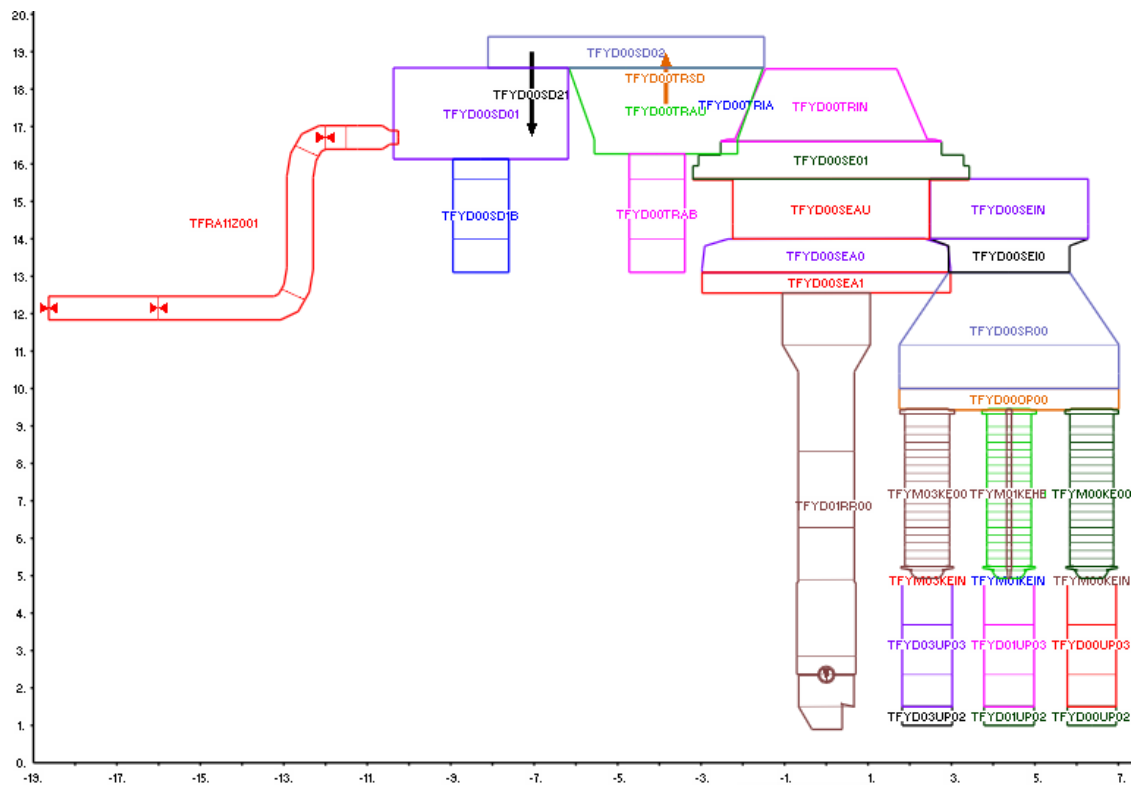 20.
19.
TFYD00SD02
TFYD00TRSD
18.
TFYD00SD21
TFYD00SD01
TFYD00TRAU
TFYD00TRIA
TFYD00TRIN
17.
16.
TFYD00SE01
15.
TFRA11Z001
TFYD00SD1B
TFYD00TRAB
TFYD00SEAU
TFYD00SEIN
14.
TFYD00SEA0
TFYD00SEI0
13.
TFYD00SEA1
12.
TFYD00SR00
11.
10.
TFYD00OP00
9.
8.
TFYM03KE00
TFYM01KEHB
TFYM00KE00
7.
TFYD01RR00
6.
5.
TFYM03KEIN
TFYM01KEIN
TFYM00KEIN
4.
TFYD03UP03
TFYD01UP03
TFYD00UP03
3.
2.
TFYD03UP02
TFYD01UP02
TFYD00UP02
1.
0.
-19. -17. -15. -13. -11. -9. -7. -5. -3. -1. 1. 3. 5. 7.